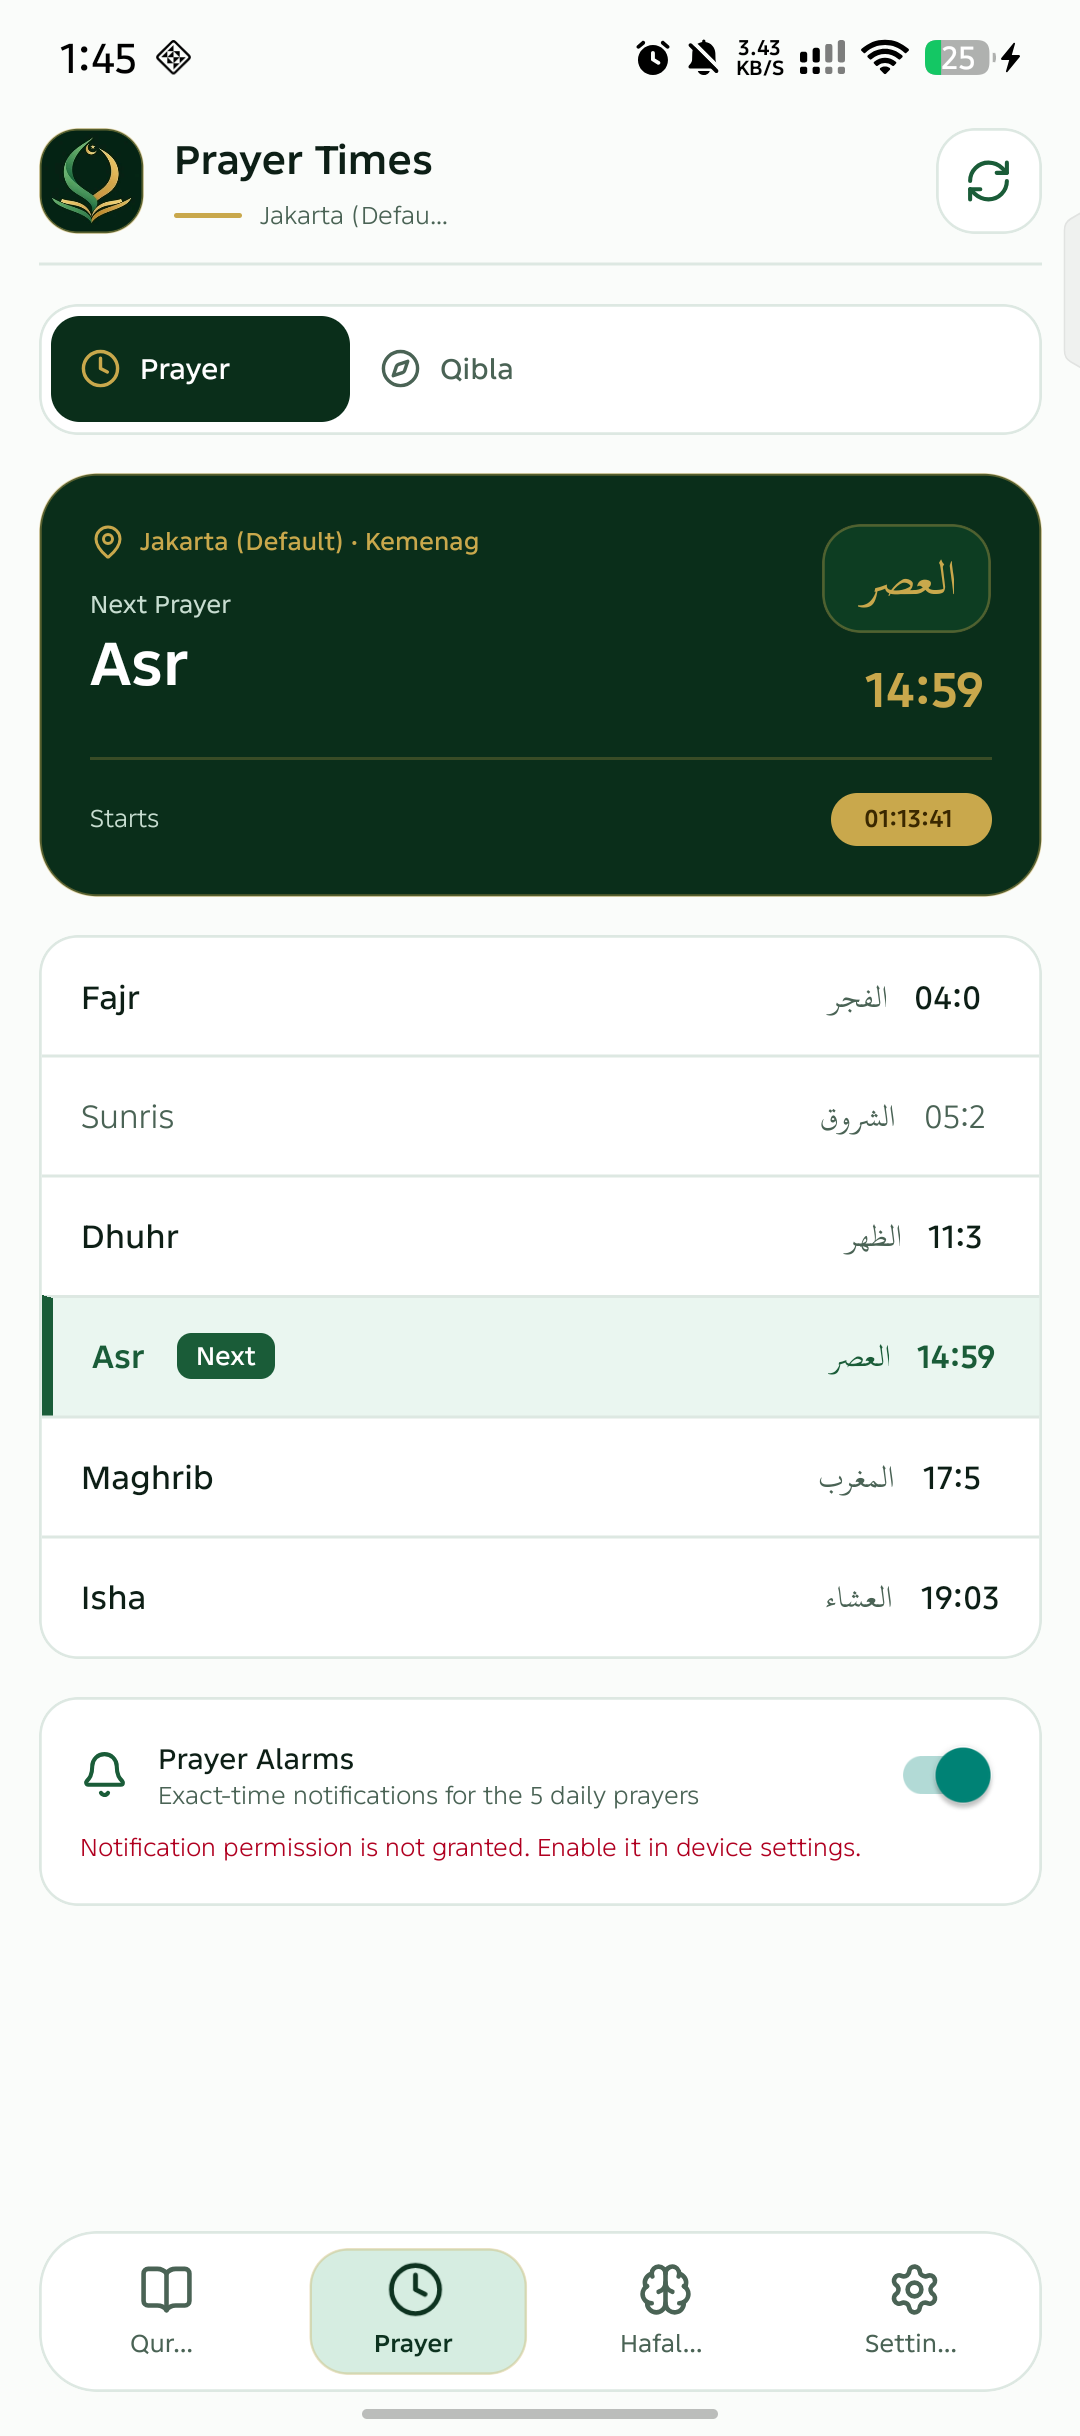 1:45
3.43 KB/S
25
Prayer Times
Jakarta (Defau...
Prayer
Qibla
Jakarta (Default) · Kemenag
العصر
Next Prayer
Asr
14:59
Starts
01:13:41
Fajr الفجر 04:0
Sunris الشروق 05:2
Dhuhr الظهر 11:3
Asr Next العصر 14:59
Maghrib المغرب 17:5
Isha العشاء 19:03
Prayer Alarms
Exact-time notifications for the 5 daily prayers
Notification permission is not granted. Enable it in device settings.
Qur... Prayer Hafal... Settin...